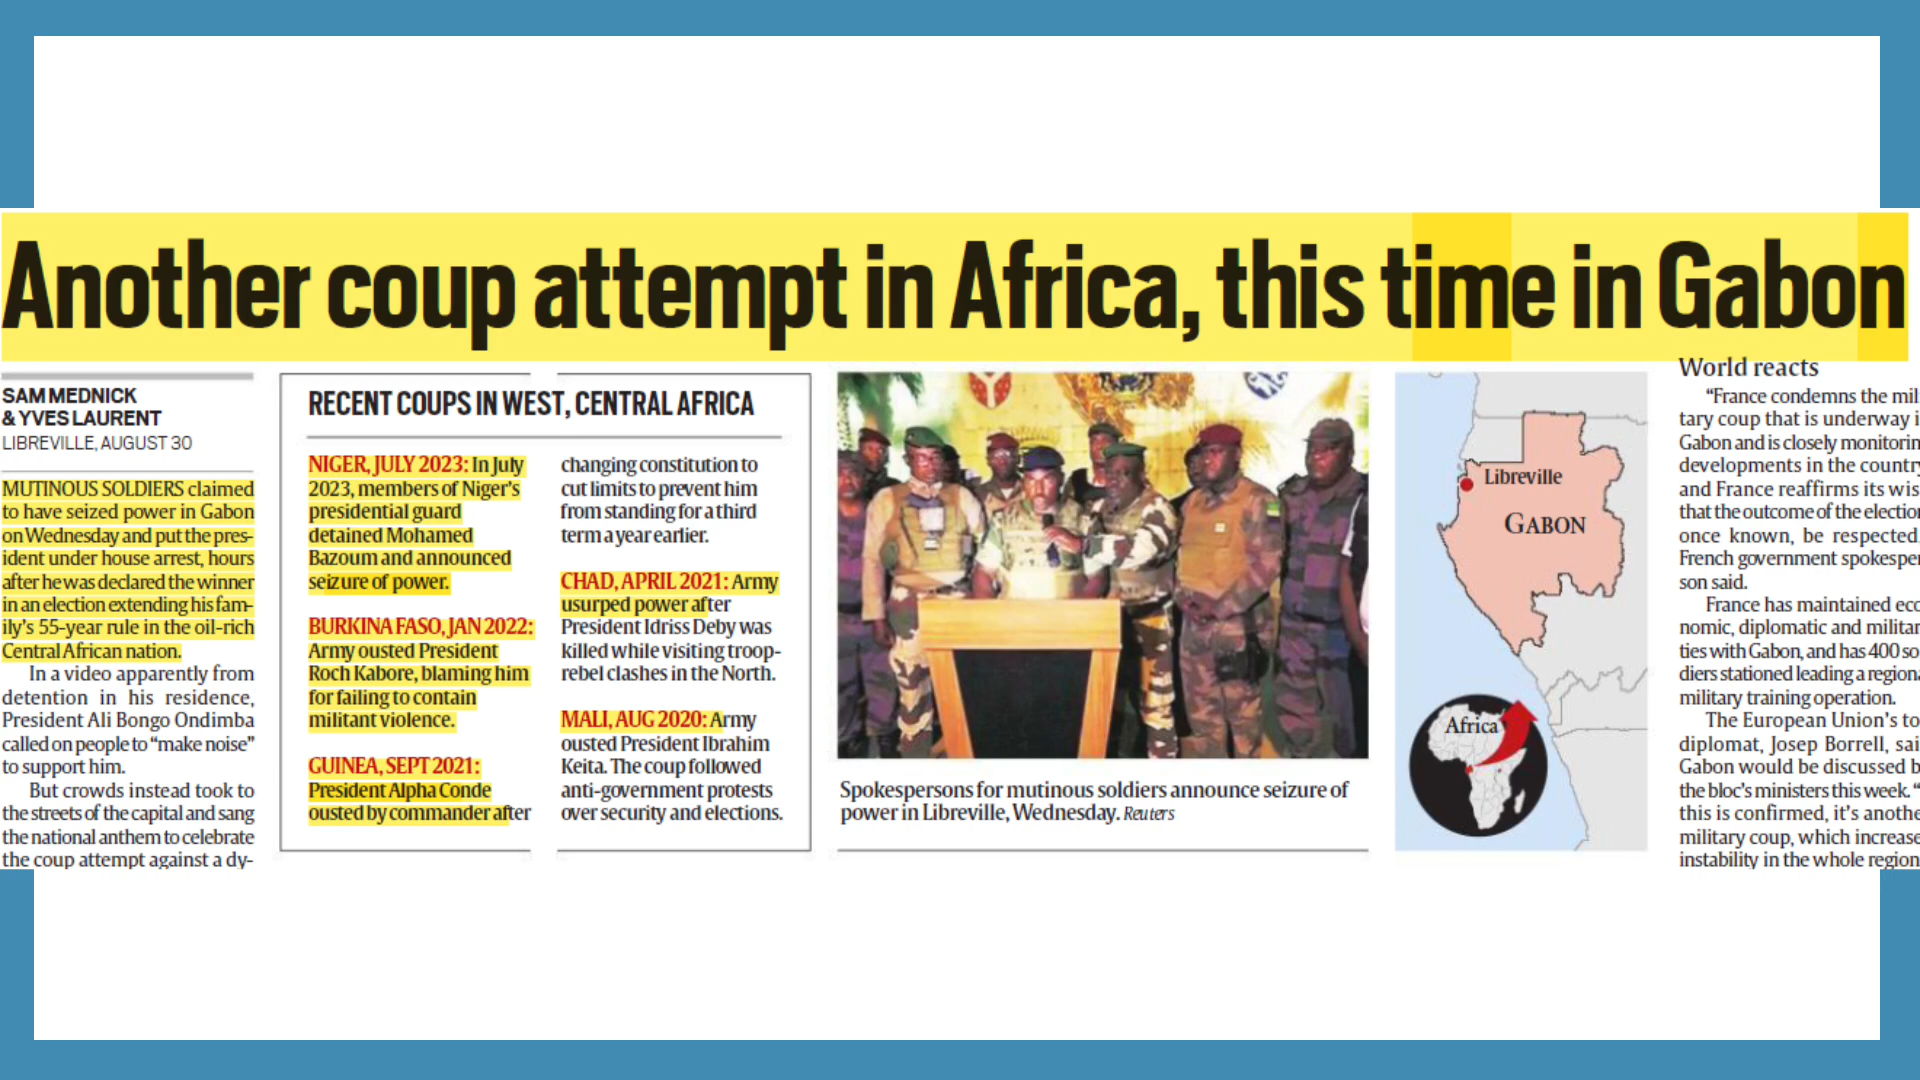 Another coup attempt in Africa, this time in Gabon
SAM MEDNICK
& YVES LAURENT
LIBREVILLE, AUGUST 30
MUTINOUS SOLDIERS claimed
to have seized power in Gabon
on Wednesday and put the pres-
ident under house arrest, hours
after he was declared the winner
in an election extending his fam-
ily's 55-year rule in the oil-rich
Central African nation.
In a video apparently from
detention in his residence,
President Ali Bongo Ondimba
called on people to "make noise"
to support him.
But crowds instead took to
the streets of the capital and sang
the national anthem to celebrate
the coup attempt against a dy-
RECENT COUPS IN WEST, CENTRAL AFRICA
NIGER, JULY 2023: In July
2023, members of Niger's
presidential guard
detained Mohamed
Bazoum and announced
seizure of power.
BURKINA FASO, JAN 2022:
Army ousted President
Roch Kabore, blaming him
for failing to contain
militant violence.
GUINEA, SEPT 2021:
President Alpha Conde
ousted by commander after
changing constitution to
cut limits to prevent him
from standing for a third
term a year earlier.
CHAD, APRIL 2021: Army
usurped power after
President Idriss Deby was
killed while visiting troop-
rebel clashes in the North.
MALI, AUG 2020: Army
ousted President Ibrahim
Keita. The coup followed
anti-government protests
over security and elections.
Spokespersons for mutinous soldiers announce seizure of
power in Libreville, Wednesday. Reuters
Libreville
GABON
Africa
World reacts
"France condemns the mil
tary coup that is underway i
Gabon and is closely monitorin
developments in the country
and France reaffirms its wis
that the outcome of the election
once known, be respected,
French government spokesper
son said.
France has maintained eco
nomic, diplomatic and militar
ties with Gabon, and has 400 so
diers stationed leading a regiona
military training operation.
The European Union's to
diplomat, Josep Borrell, sai
Gabon would be discussed b
the bloc's ministers this week. "
this is confirmed, it's anothe
military coup, which increase
instability in the whole region